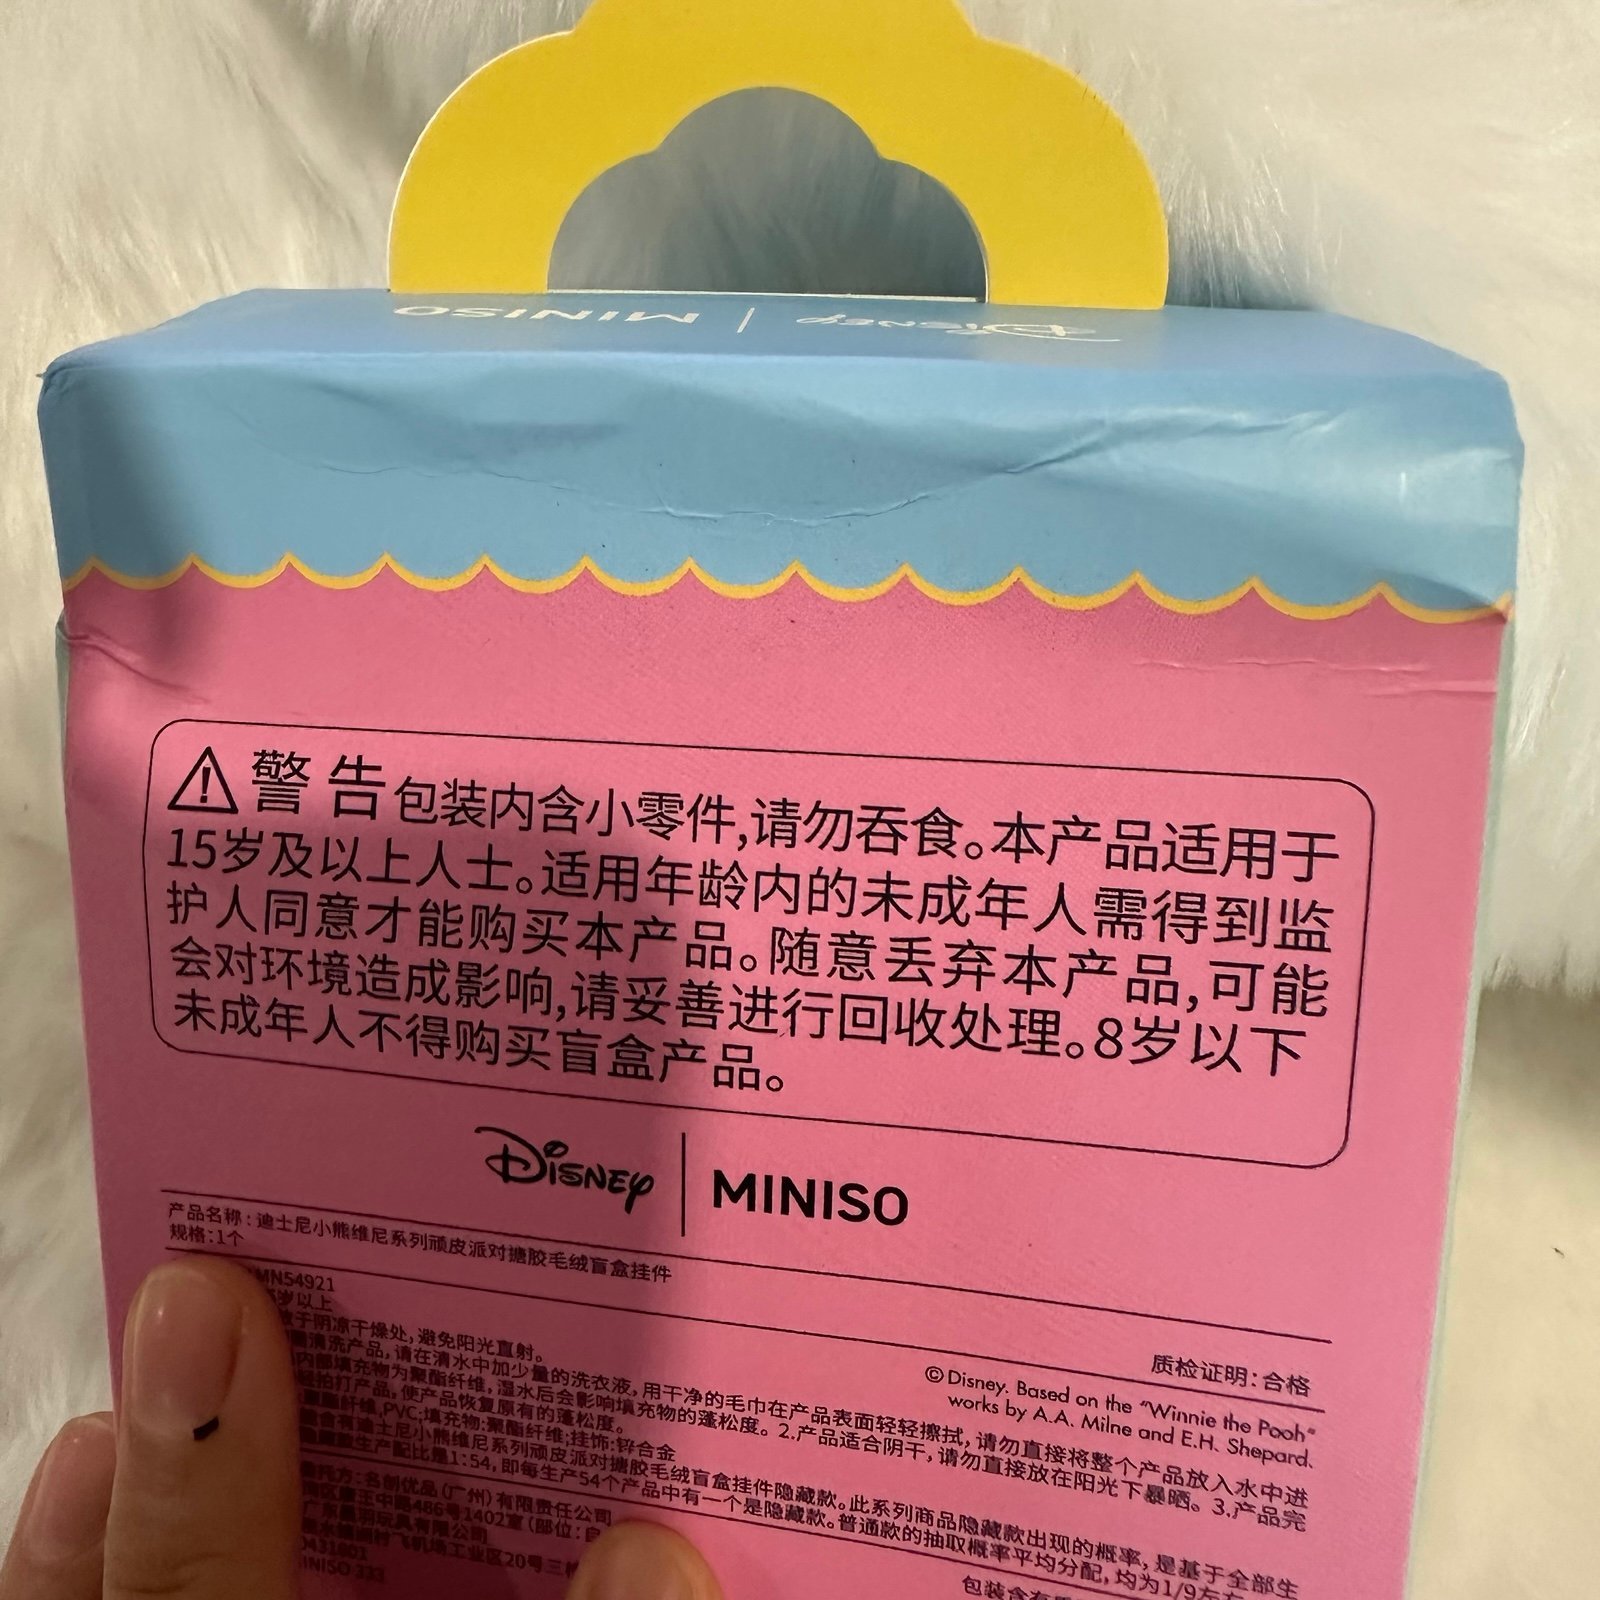 Disney | MINISO
警告包装内含小零件,请勿吞食。本产品适用于
15岁及以上人士。适用年龄内的未成年人需得到监
护人同意才能购买本产品。随意丢弃本产品,可能
会对环境造成影响,请妥善进行回收处理。8岁以下
未成年人不得购买盲盒产品。
Disney | MINISO
产品名称:迪士尼小熊维尼系列顽皮派对搪胶毛绒盲盒挂件
规格:1个
质检证明:合格
MN54921
岁以上
©Disney. Based on the "Winnie the Pooh"
works by A.A. Milne and E.H. Shepard.
于阴凉干燥处,避免阳光直射。
清洗产品,请在清水中加少量的洗衣液,用干净的毛巾在产品表面轻轻擦拭,请勿直接将整个产品放入水中进
内部填充物为聚酯纤维,湿水后会影响填充物的蓬松度。2.产品适合阴干,请勿直接放在阳光下暴晒。3.产品完
轻拍打产品,使产品恢复原有的蓬松度。
酯纤维,PVC;填充物:聚酯纤维;挂饰:锌合金
含有迪士尼小熊维尼系列顽皮派对搪胶毛绒盲盒挂件隐藏款。此系列商品隐藏款出现的概率,是基于全部生
生产配比是1:54,即每生产54个产品中有一个是隐藏款。普通款的抽取概率平均分配,均为1/9左右
包装含有
托方:名创优品(广州)有限责任公司
康王中路486号1402室(部位:自
玩具有限公司
机场工业区20号三
0431601
MINISO 333